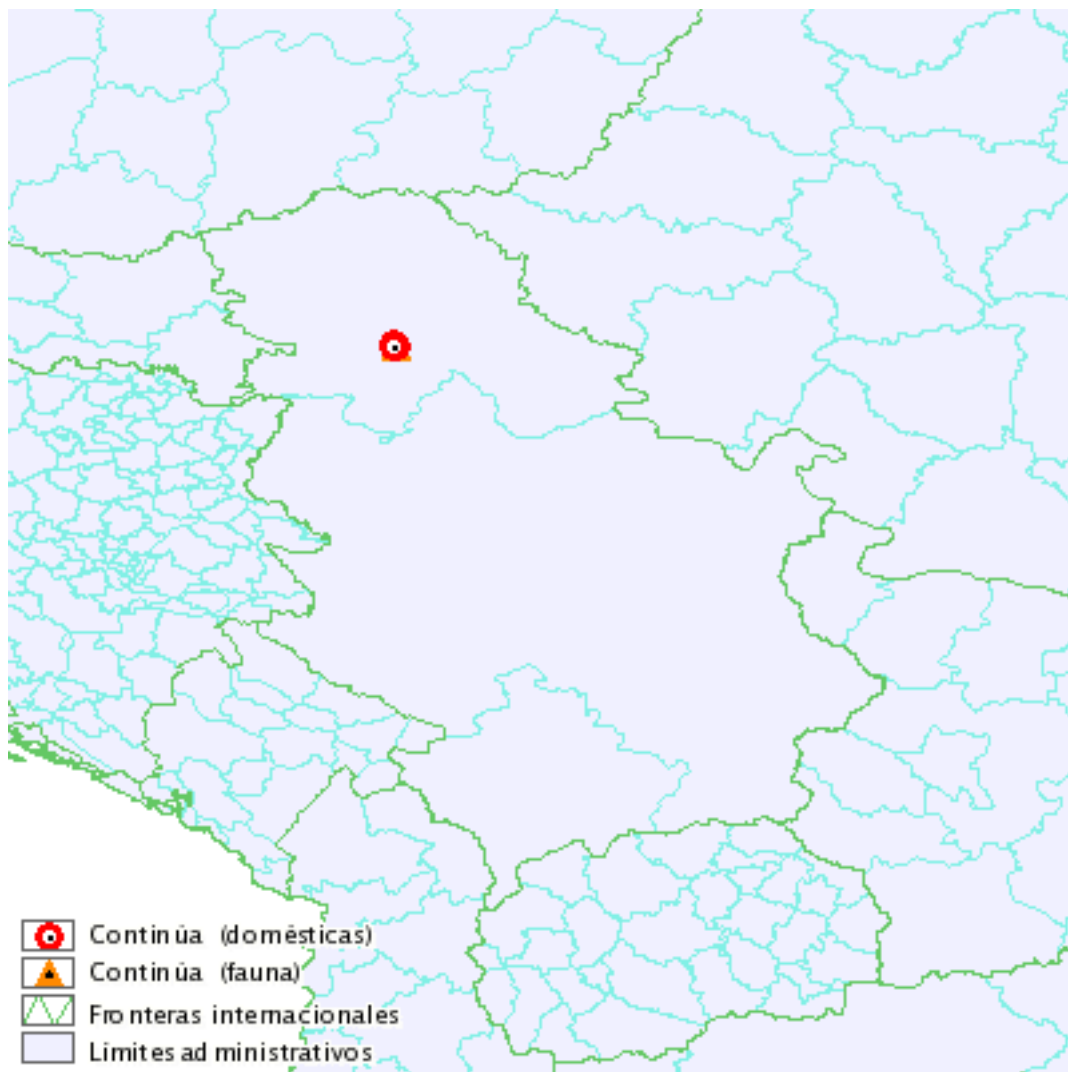 Continúa (domésticas)
Continúa (fauna)
Fronteras internacionales
Límites administrativos